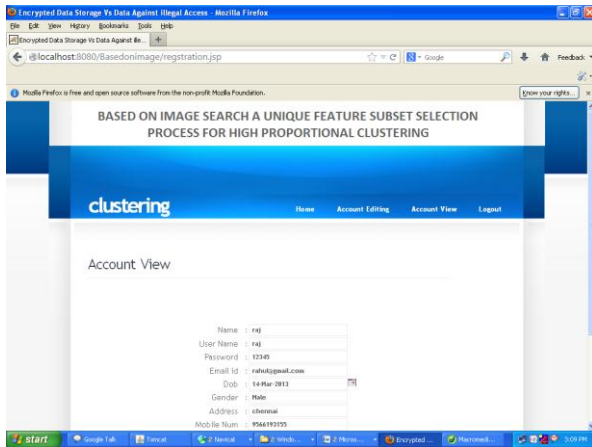 Encrypted Data Storage Vs Data Against Illegal Access - Mozilla Firefox
File Edit View History Bookmarks Tools Help
Encrypted Data Storage Vs Data Against Ille...
localhost:8080/Basedonimage/regstration.jsp
Google
Feedback
Mozilla Firefox is free and open source software from the non-profit Mozilla Foundation.
Know your rights...
BASED ON IMAGE SEARCH A UNIQUE FEATURE SUBSET SELECTION
PROCESS FOR HIGH PROPORTIONAL CLUSTERING
clustering
Home Account Editing Account View Logout
Account View
Name : raj
User Name : raj
Password : 12345
Email Id : rahul@gmail.com
Dob : 14-Mar-2013
Gender : Male
Address : chennai
Mobile Num : 9566193155
start Google Talk Tomcat 2 Navicat 2 Windo... 2 Micros... Encrypted ... Macromedi... 5:09 PM